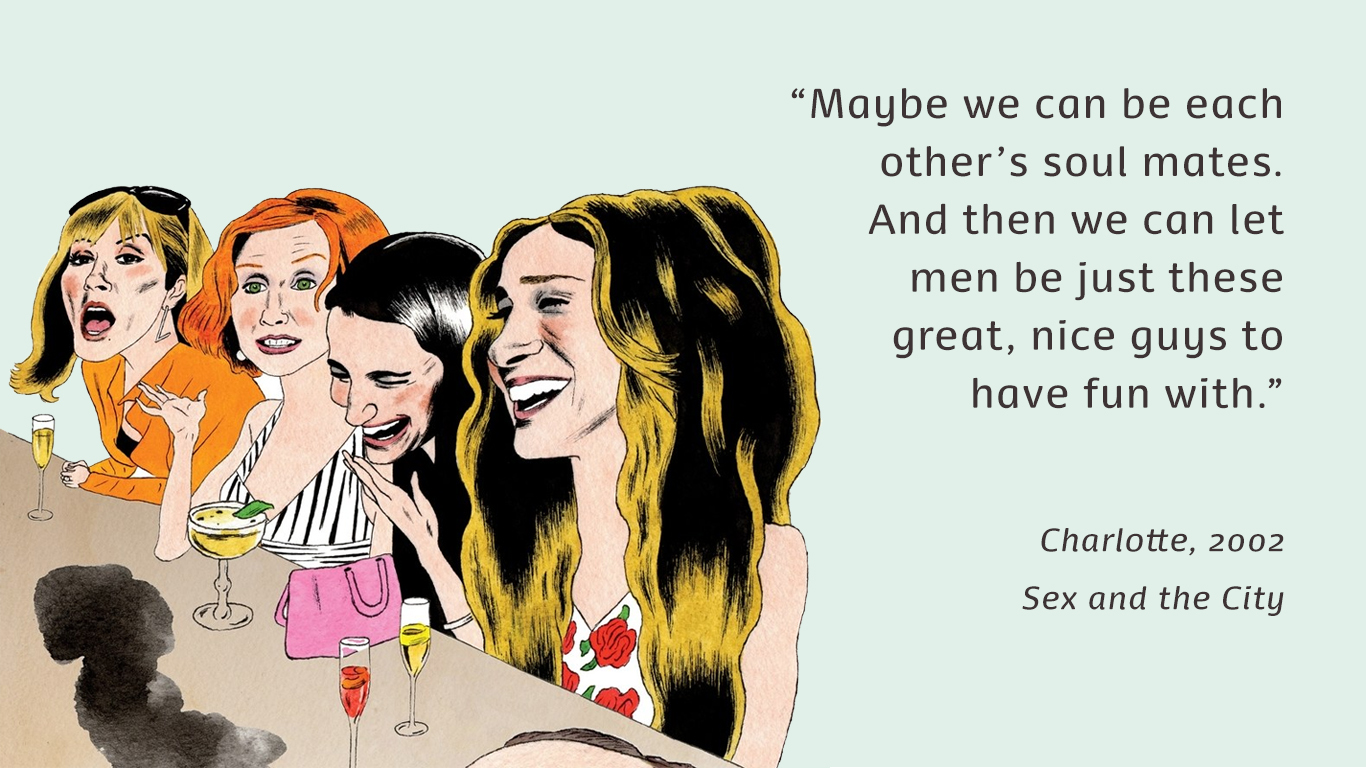 “Maybe we can be each
other’s soul mates.
And then we can let
men be just these
great, nice guys to
have fun with.”
Charlotte, 2002
Sex and the City